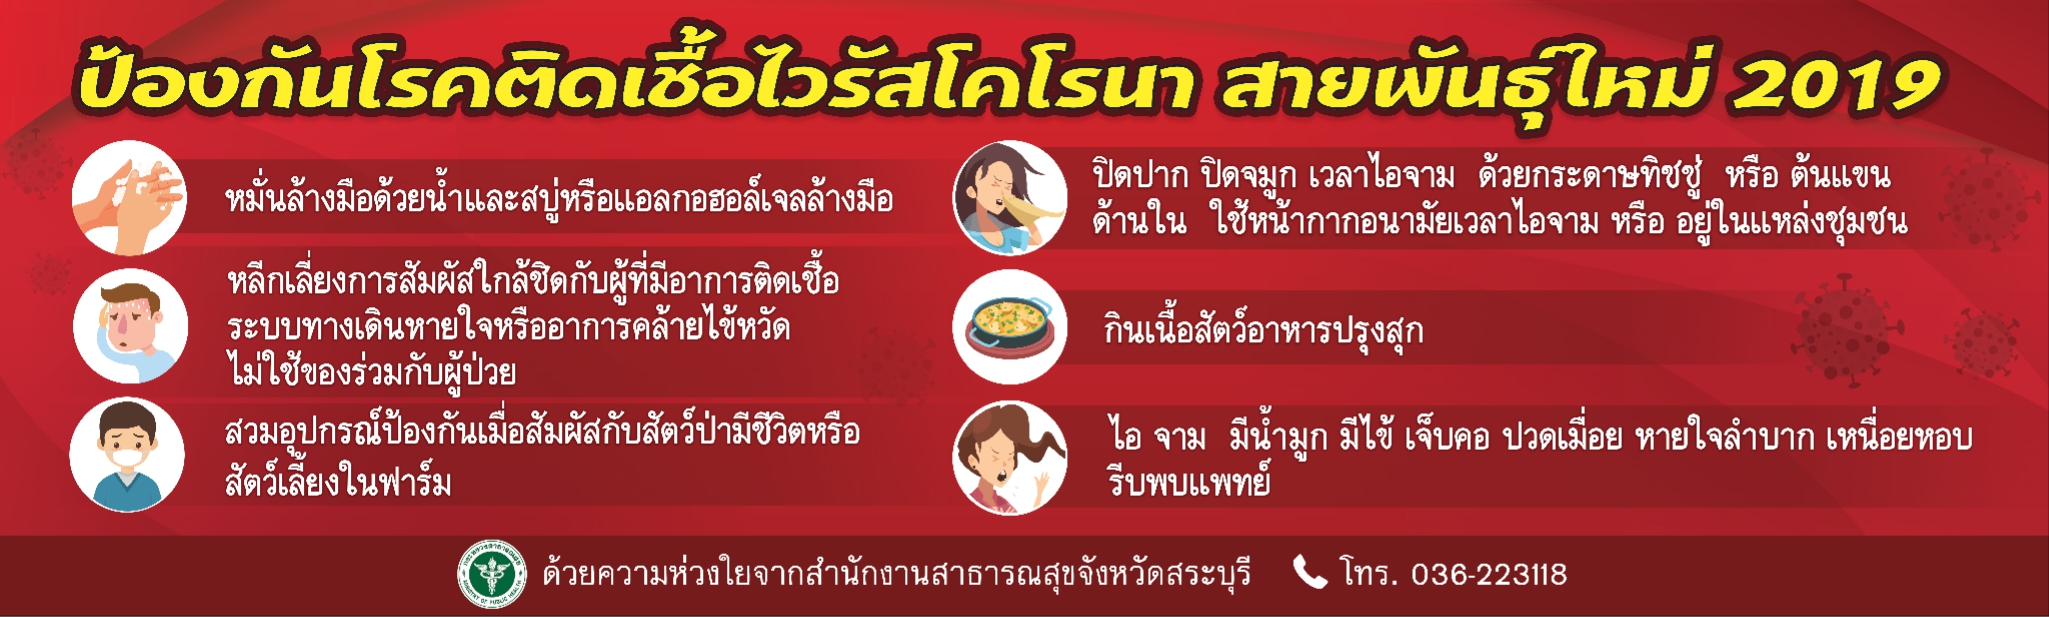 ป้องกันโรคติดเชื้อไวรัสโคโรนา สายพันธุ์ใหม่ 2019
หมั่นล้างมือด้วยน้ำและสบู่หรือแอลกอฮอล์เจลล้างมือ
หลีกเลี่ยงการสัมผัสใกล้ชิดกับผู้ที่มีอาการติดเชื้อ
ระบบทางเดินหายใจหรืออาการคล้ายไข้หวัด
ไม่ใช้ของร่วมกับผู้ป่วย
สวมอุปกรณ์ป้องกันเมื่อสัมผัสกับสัตว์ป่ามีชีวิตหรือ
สัตว์เลี้ยงในฟาร์ม
ปิดปาก ปิดจมูก เวลาไอจาม ด้วยกระดาษทิชชู่ หรือ ต้นแขน
ด้านใน ใช้หน้ากากอนามัยเวลาไอจาม หรือ อยู่ในแหล่งชุมชน
กินเนื้อสัตว์อาหารปรุงสุก
ไอ จาม มีน้ำมูก มีไข้ เจ็บคอ ปวดเมื่อย หายใจลำบาก เหนื่อยหอบ
รีบพบแพทย์
กระทรวงสาธารณสุข
MINISTRY OF PUBLIC HEALTH
ด้วยความห่วงใยจากสำนักงานสาธารณสุขจังหวัดสระบุรี โทร. 036-223118